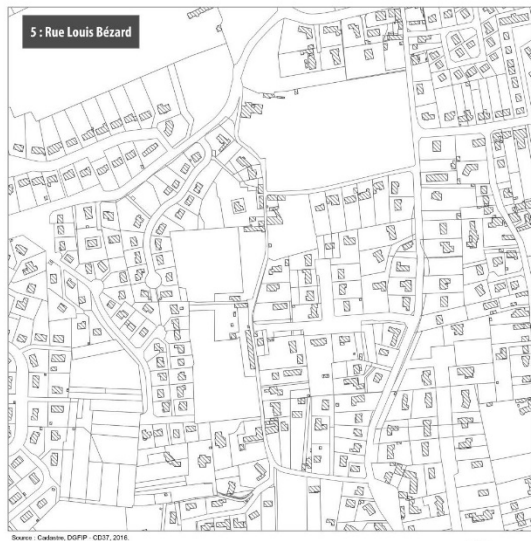 5 : Rue Louis Bézard
Source : Cadastre, DGFIP - CD37, 2016.